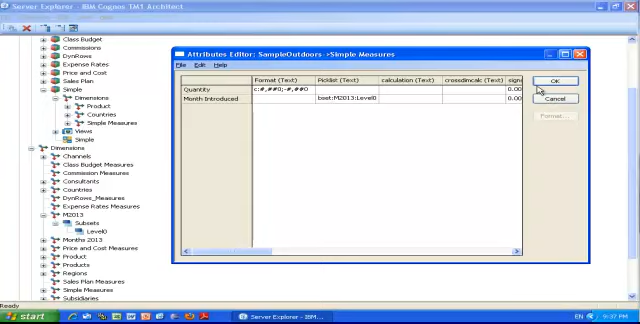 Server Explorer - IBM Cognos TM1 Architect
Class Budget
Commissions
DynRows
Expense Rates
Price and Cost
Sales Plan
Simple
Dimensions
Product
Countries
Simple Measures
Views
Simple
Dimensions
Channels
Class Budget Measures
Commission Measures
Consultants
Countries
DynRows_Measures
Expense Rates Measures
M2013
Subsets
Level0
Months 2013
Price and Cost Measures
Product
Products
Regions
Sales Plan Measures
Simple Measures
Subsidiaries
Attributes Editor: SampleOutdoors->Simple Measures
File Edit Help
Format (Text) Picklist (Text) calculation (Text) crossdimcalc (Text) signi
Quantity c:#,##0;-#,##0 0.00
Month Introduced 0.00
OK
Cancel
Format...
Ready
start
Server Explorer - IBM...
EN
9:37 PM